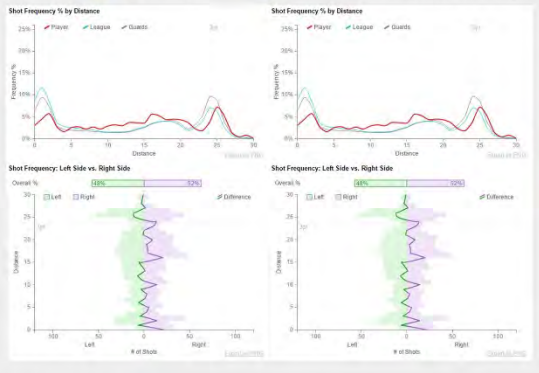 Shot Frequency % by Distance
Player League Guards
25%
20%
15%
10%
5%
0%
Frequency %
0 5 10 15 20 25 30
Distance
Shot Frequency % by Distance
Player League Guards
25%
20%
15%
10%
5%
0%
Frequency %
0 5 10 15 20 25 30
Distance
Shot Frequency: Left Side vs. Right Side
Overall % 48% 52%
Left Right Difference
30
25
20
15
10
5
0
Distance
100 50 0 50 100
Left Right
# of Shots
Shot Frequency: Left Side vs. Right Side
Overall % 48% 52%
Left Right Difference
30
25
20
15
10
5
0
Distance
100 50 0 50 100
Left Right
# of Shots